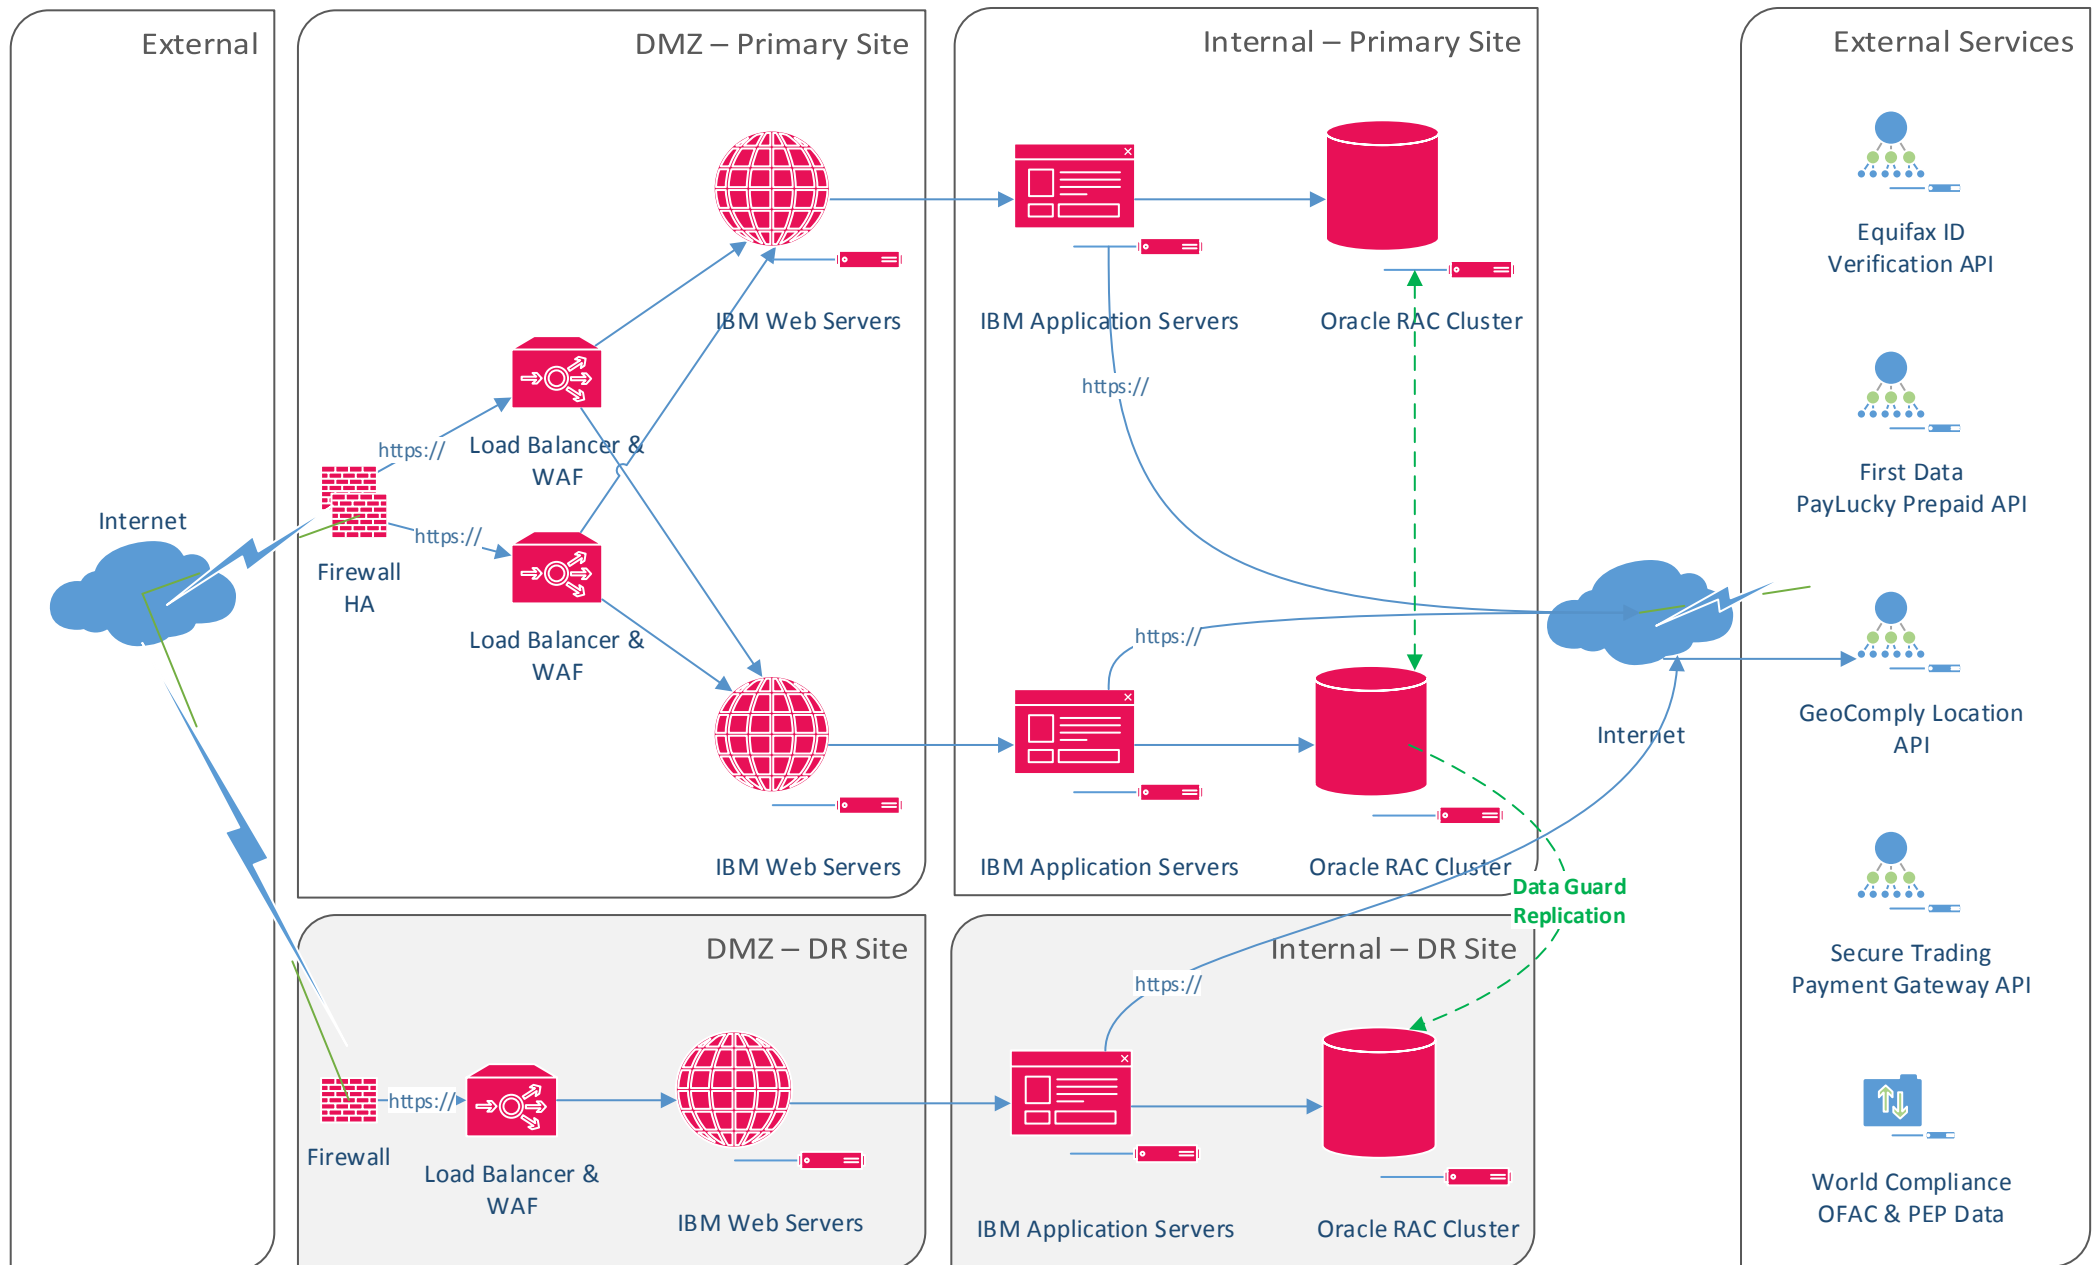 External
DMZ – Primary Site
Internal – Primary Site
External Services
Equifax ID
Verification API
IBM Web Servers
IBM Application Servers
Oracle RAC Cluster
https://
Load Balancer &
WAF
https://
First Data
PayLucky Prepaid API
Internet
https://
Firewall
HA
Load Balancer &
WAF
https://
GeoComply Location
API
Internet
IBM Web Servers
IBM Application Servers
Oracle RAC Cluster
Data Guard
Replication
Secure Trading
Payment Gateway API
DMZ – DR Site
Internal – DR Site
https://
https://
Firewall
Load Balancer &
WAF
IBM Web Servers
IBM Application Servers
Oracle RAC Cluster
World Compliance
OFAC & PEP Data